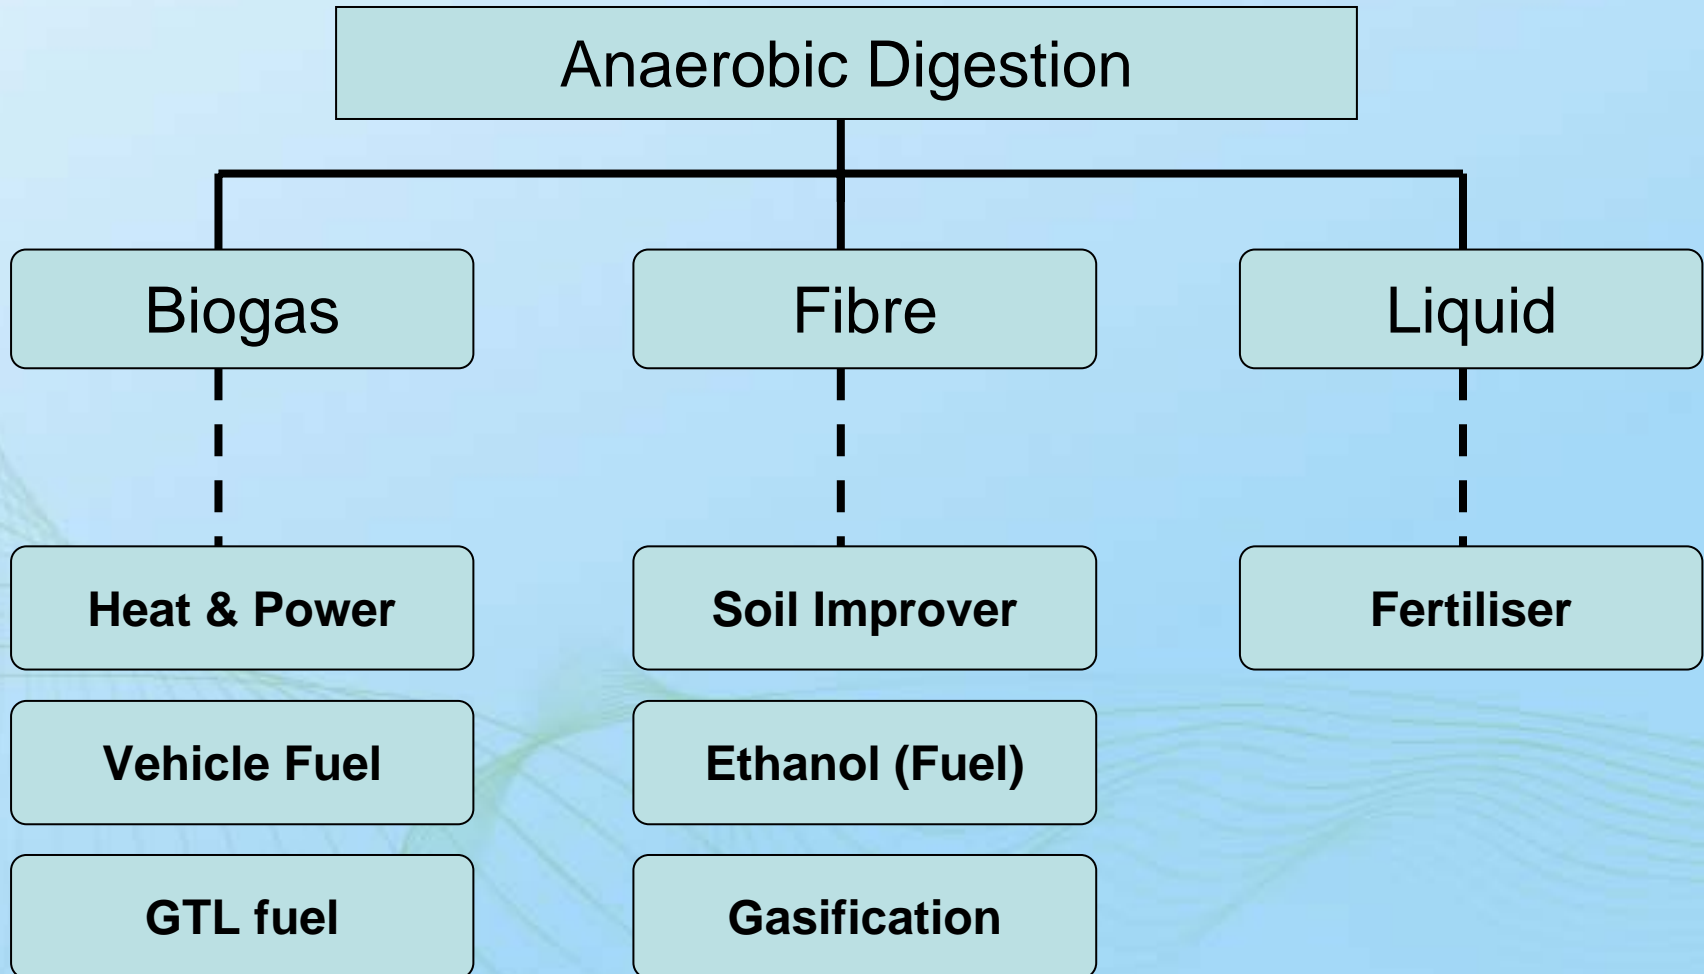 Anaerobic Digestion
Biogas
Fibre
Liquid
Heat & Power
Soil Improver
Fertiliser
Vehicle Fuel
Ethanol (Fuel)
GTL fuel
Gasification